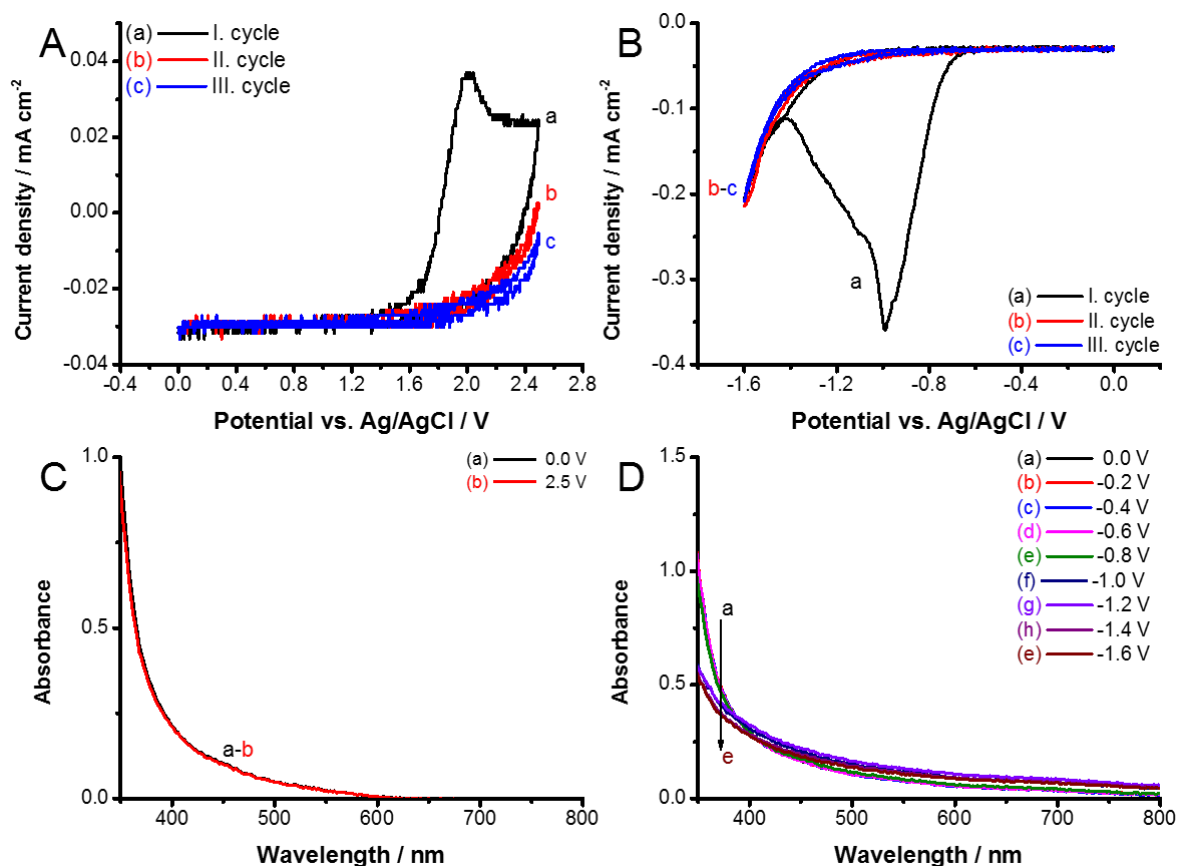 A
(a) I. cycle
(b) II. cycle
(c) III. cycle
a
b
c
0.04
0.02
0.00
-0.02
-0.04
-0.4 0.0 0.4 0.8 1.2 1.6 2.0 2.4 2.8
Current density / mA cm-2
Potential vs. Ag/AgCl / V
B
0.0
-0.1
-0.2
-0.3
-0.4
b-c
a
(a) I. cycle
(b) II. cycle
(c) III. cycle
-1.6 -1.2 -0.8 -0.4 0.0
Current density / mA cm-2
Potential vs. Ag/AgCl / V
C
(a) 0.0 V
(b) 2.5 V
1.0
0.5
0.0
a-b
400 500 600 700 800
Absorbance
Wavelength / nm
D
(a) 0.0 V
(b) -0.2 V
(c) -0.4 V
(d) -0.6 V
(e) -0.8 V
(f) -1.0 V
(g) -1.2 V
(h) -1.4 V
(e) -1.6 V
1.5
1.0
0.5
0.0
a
e
400 500 600 700 800
Absorbance
Wavelength / nm